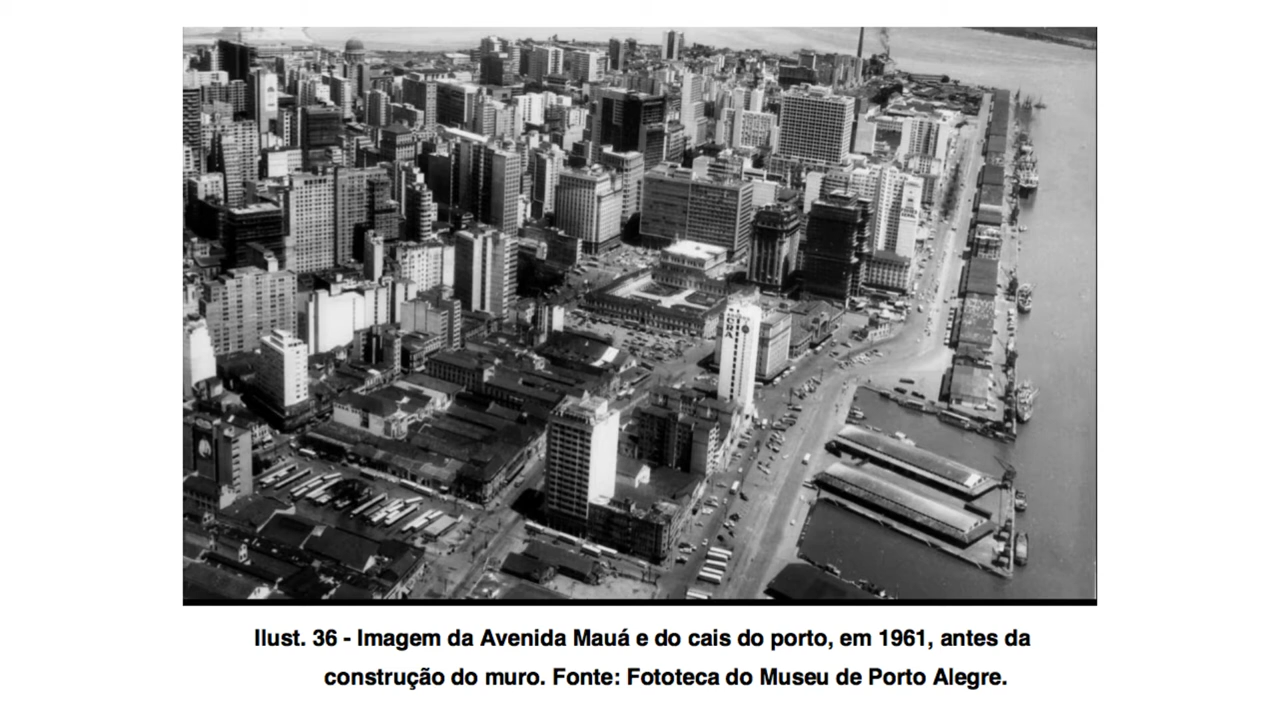 Ilust. 36 - Imagem da Avenida Mauá e do cais do porto, em 1961, antes da
construção do muro. Fonte: Fototeca do Museu de Porto Alegre.